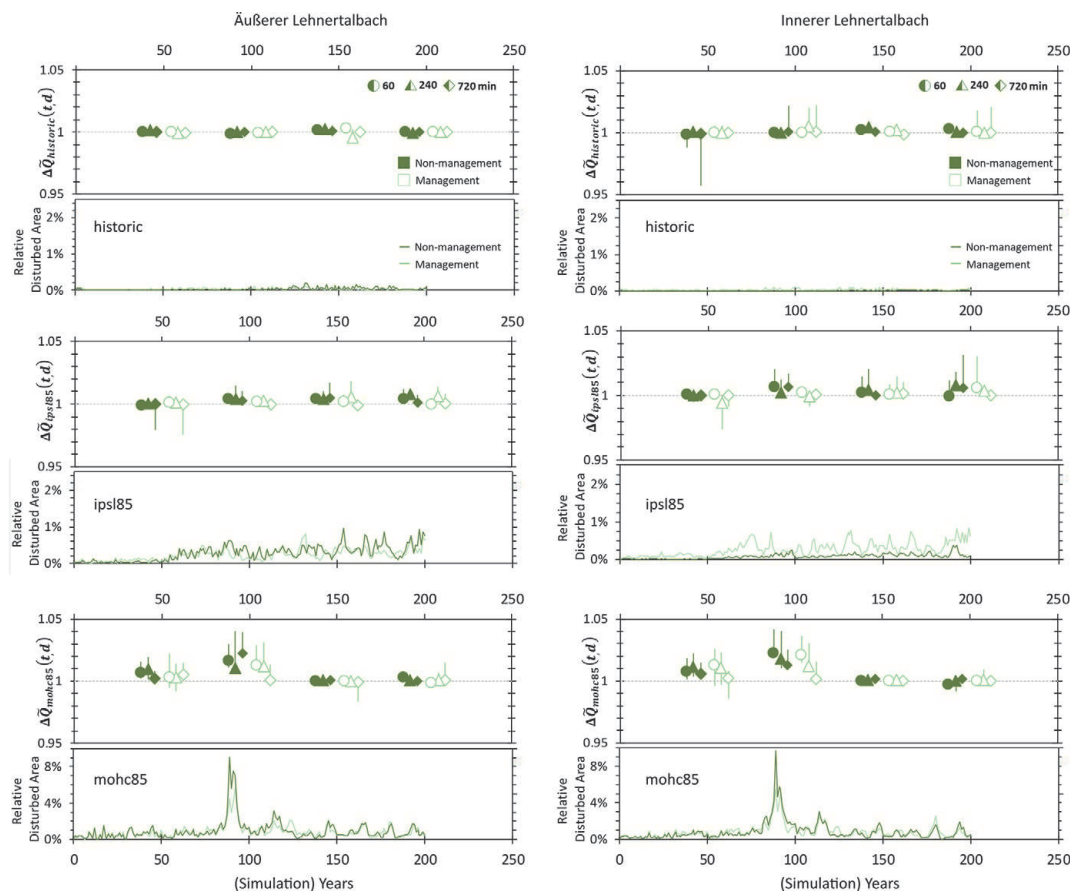 Äußerer Lehnertalbach
Innerer Lehnertalbach
50 100 150 200 250
50 100 150 200 250
1.05
1
0.95
ΔQ̃historic(t,d)
60 240 720 min
Non-management
Management
1.05
1
0.95
ΔQ̃historic(t,d)
60 240 720 min
Non-management
Management
2%
1%
0%
Relative
Disturbed Area
historic
Non-management
Management
2%
1%
0%
Relative
Disturbed Area
historic
Non-management
Management
50 100 150 200 250
50 100 150 200 250
1.05
1
0.95
ΔQ̃ipsl85(t,d)
1.05
1
0.95
ΔQ̃ipsl85(t,d)
2%
1%
0%
Relative
Disturbed Area
ipsl85
2%
1%
0%
Relative
Disturbed Area
ipsl85
50 100 150 200 250
50 100 150 200 250
1.05
1
0.95
ΔQ̃mohc85(t,d)
1.05
1
0.95
ΔQ̃mohc85(t,d)
8%
4%
0%
Relative
Disturbed Area
mohc85
8%
4%
0%
Relative
Disturbed Area
mohc85
0 50 100 150 200 250
0 50 100 150 200 250
(Simulation) Years
(Simulation) Years